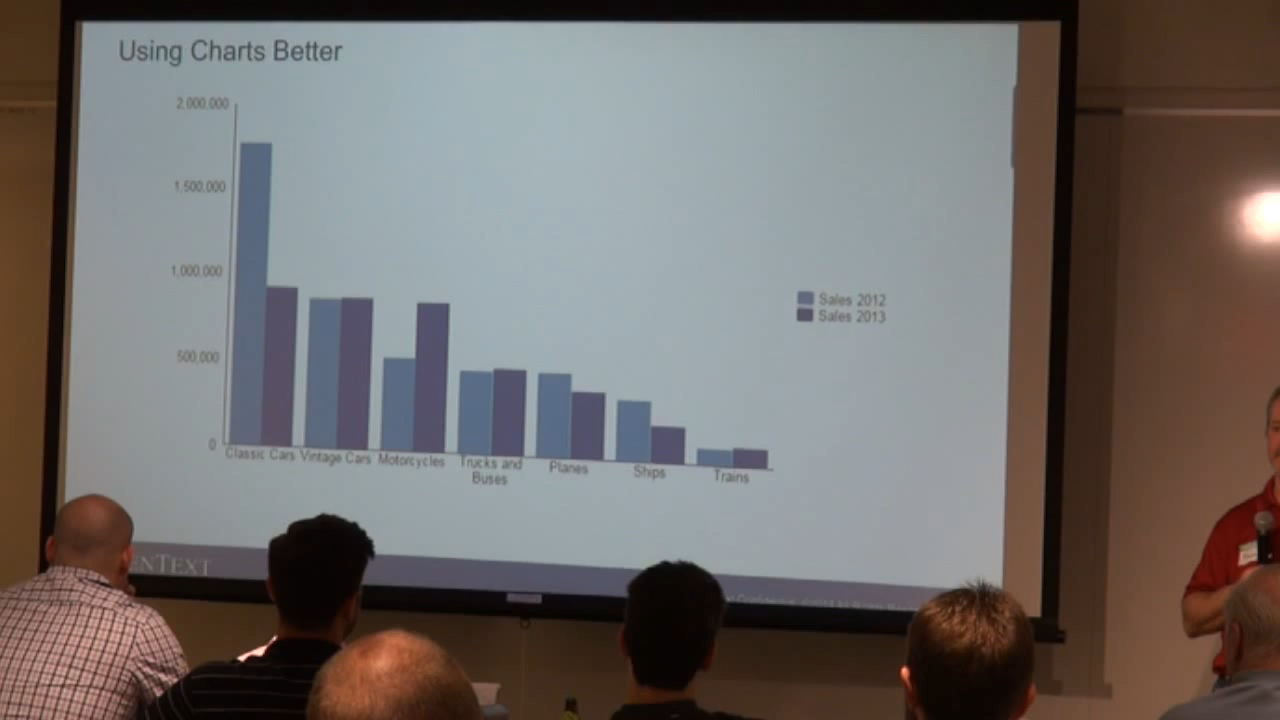 Using Charts Better
2,000,000
1,500,000
1,000,000
500,000
0
Classic Cars Vintage Cars Motorcycles Trucks and Buses Planes Ships Trains
Sales 2012
Sales 2013
ENTEXT